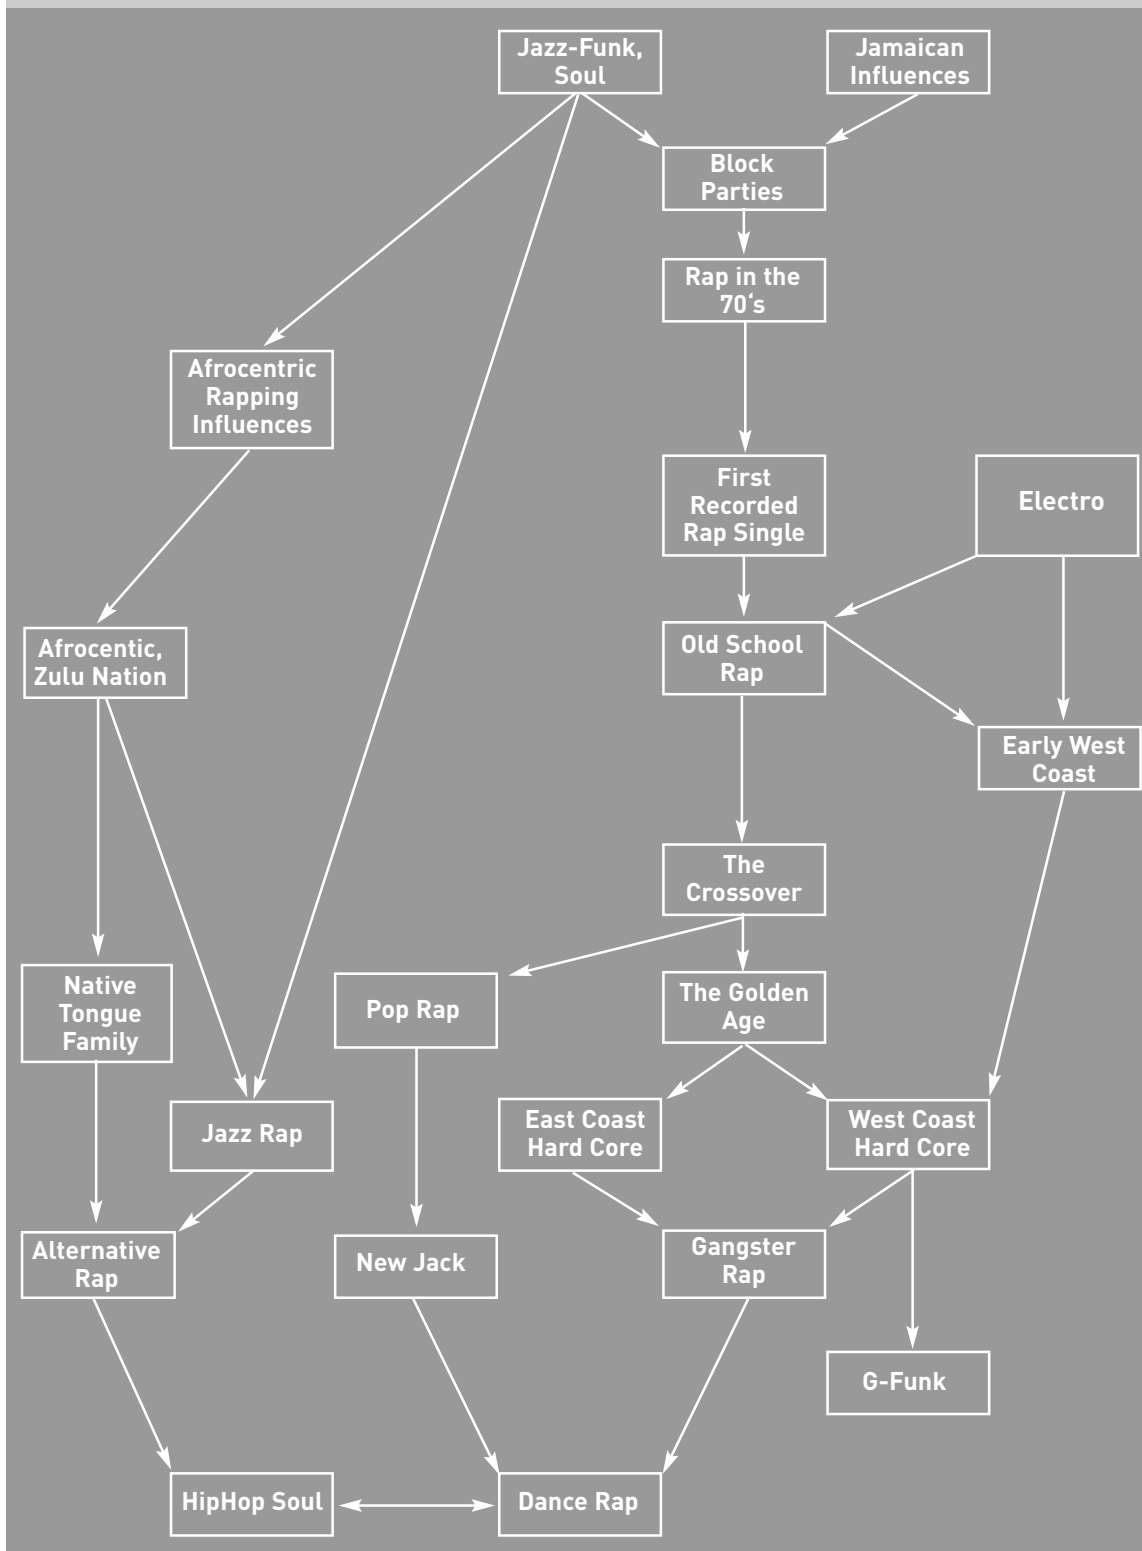 Jazz-Funk,
Soul
Jamaican
Influences
Block
Parties
Rap in the
70‘s
Afrocentric
Rapping
Influences
First
Recorded
Rap Single
Electro
Afrocentic,
Zulu Nation
Old School
Rap
Early West
Coast
The
Crossover
Native
Tongue
Family
Pop Rap
The Golden
Age
Jazz Rap
East Coast
Hard Core
West Coast
Hard Core
Alternative
Rap
New Jack
Gangster
Rap
G-Funk
HipHop Soul
Dance Rap